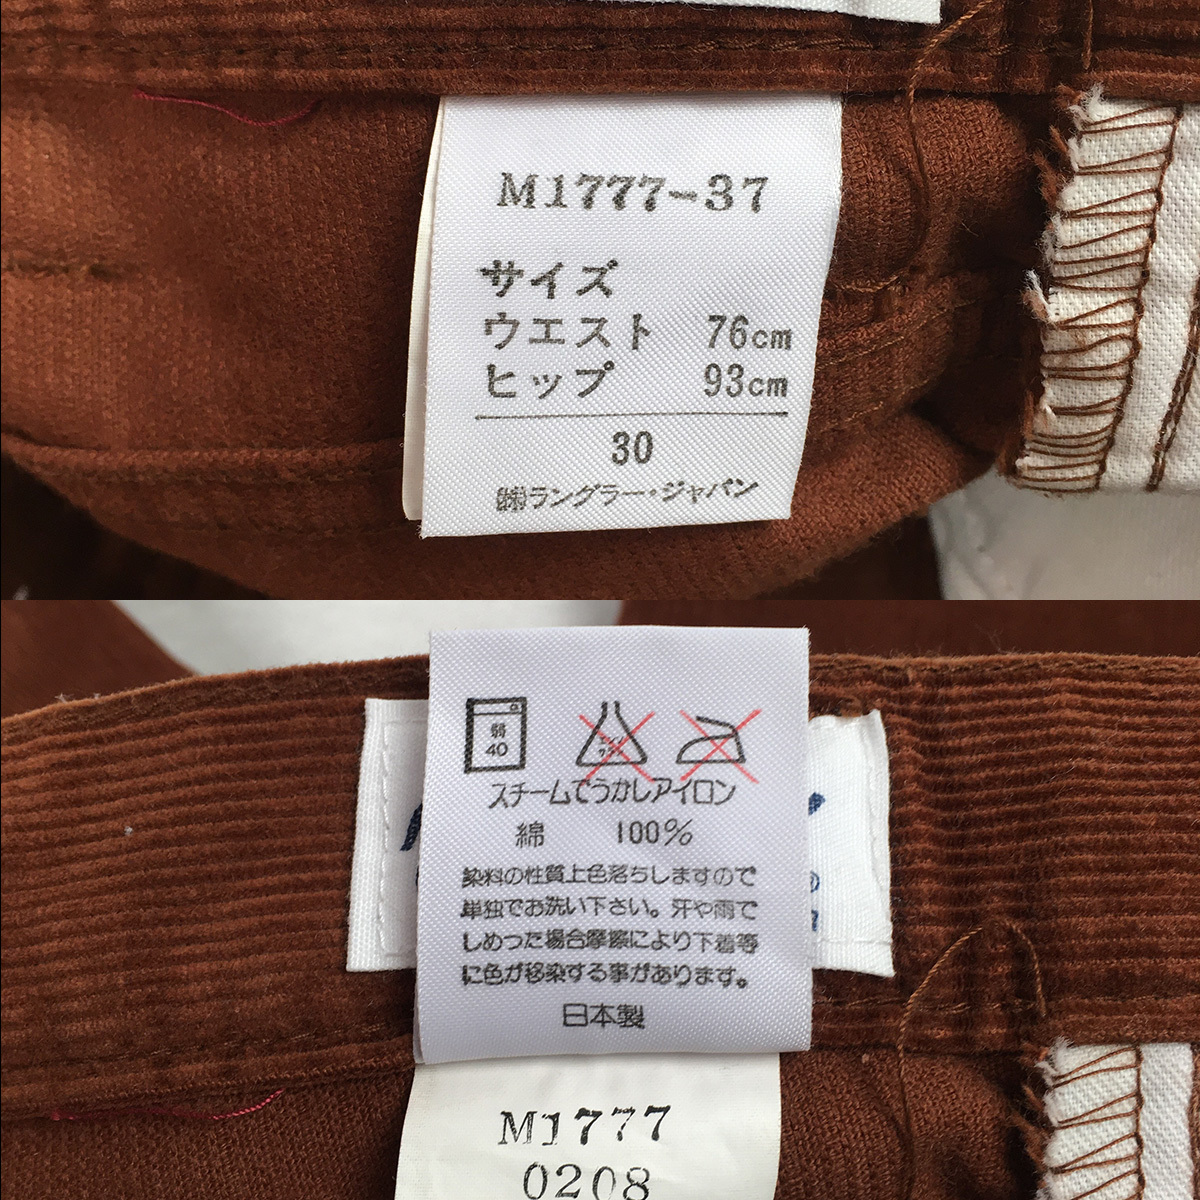 M1777-37
サイズ
ウエスト 76cm
ヒップ 93cm
30
㈱ラングラー・ジャパン
弱
40
スチームでうかしアイロン
綿 100%
染料の性質上色落ちしますので
単独でお洗い下さい。汗や雨で
しめった場合摩擦により下着等
に色が移染する事があります。
日本製
M1777
0208